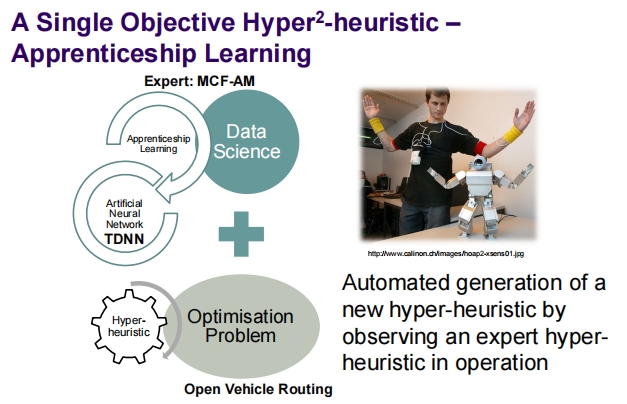 A Single Objective Hyper²-heuristic –
Apprenticeship Learning
Expert: MCF-AM
Apprenticeship
Learning
Data
Science
Artificial
Neural
Network
TDNN
http://www.calinon.ch/images/hoap2-xsens01.jpg
Hyper-
heuristic
Optimisation
Problem
Open Vehicle Routing
Automated generation of a
new hyper-heuristic by
observing an expert hyper-
heuristic in operation